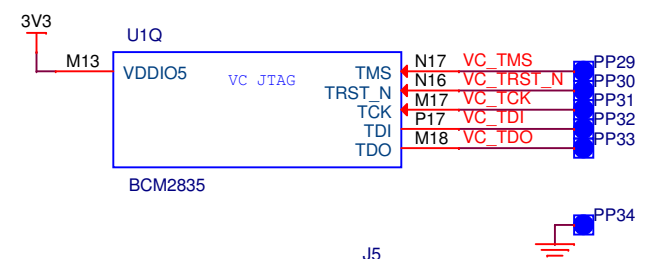 3V3
U1Q
M13
VDDIO5
VC JTAG
TMS
N17
VC_TMS
PP29
TRST_N
N16
VC_TRST_N
PP30
TCK
M17
VC_TCK
PP31
TDI
P17
VC_TDI
PP32
TDO
M18
VC_TDO
PP33
BCM2835
PP34
J5